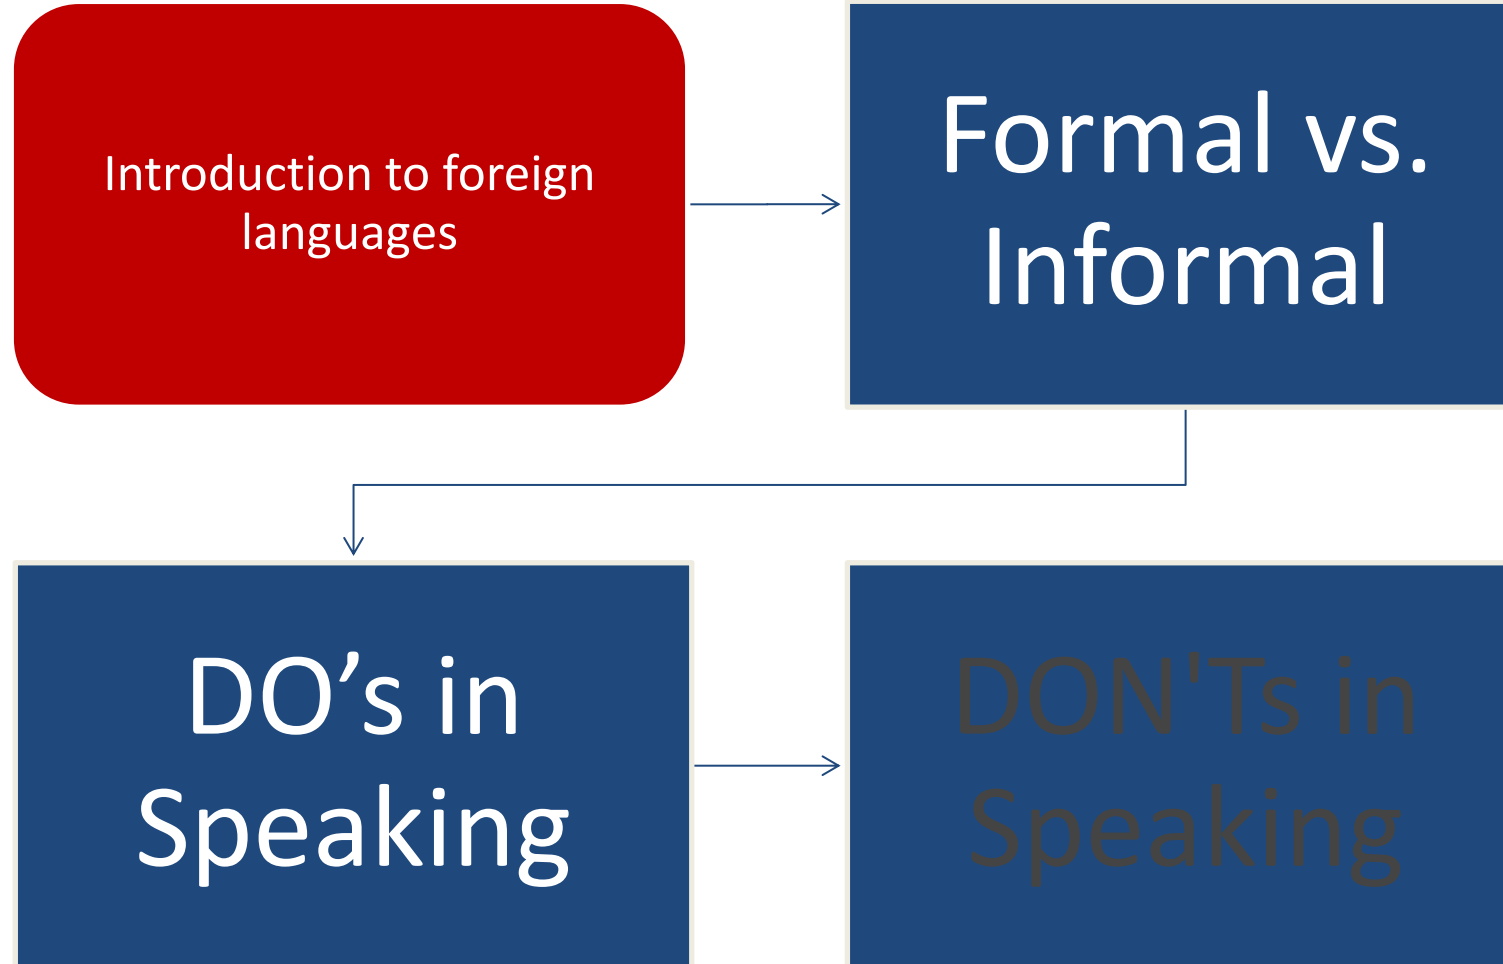 Introduction to foreign
languages
Formal vs.
Informal
DO’s in
Speaking
DON'Ts in
Speaking